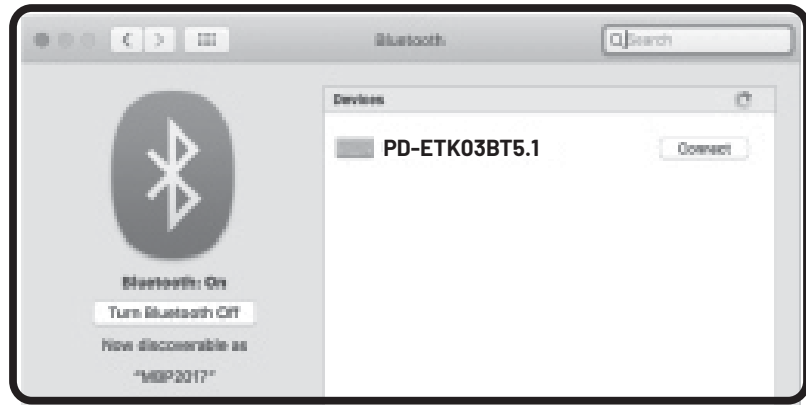 Bluetooth
Search
Devices
PD-ETK03BT5.1
Connect
Bluetooth: On
Turn Bluetooth Off
Now discoverable as
"MBP2017"